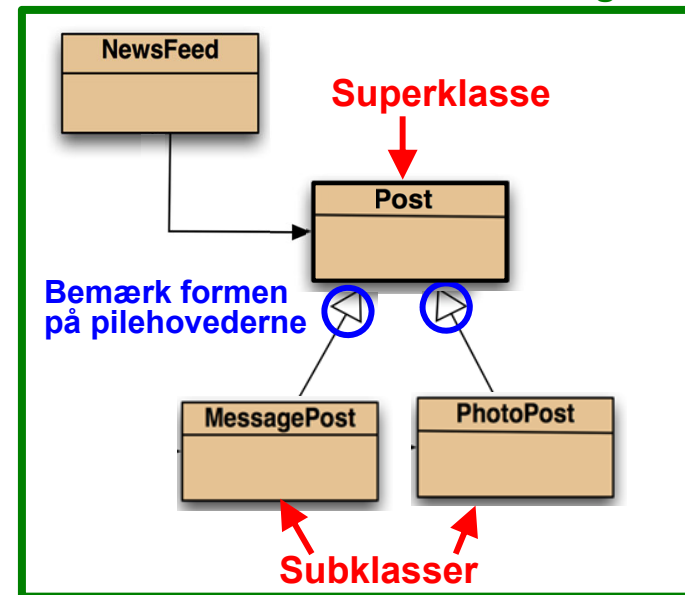 NewsFeed
Superklasse
Post
Bemærk formen
på pilehovederne
MessagePost
PhotoPost
Subklasser